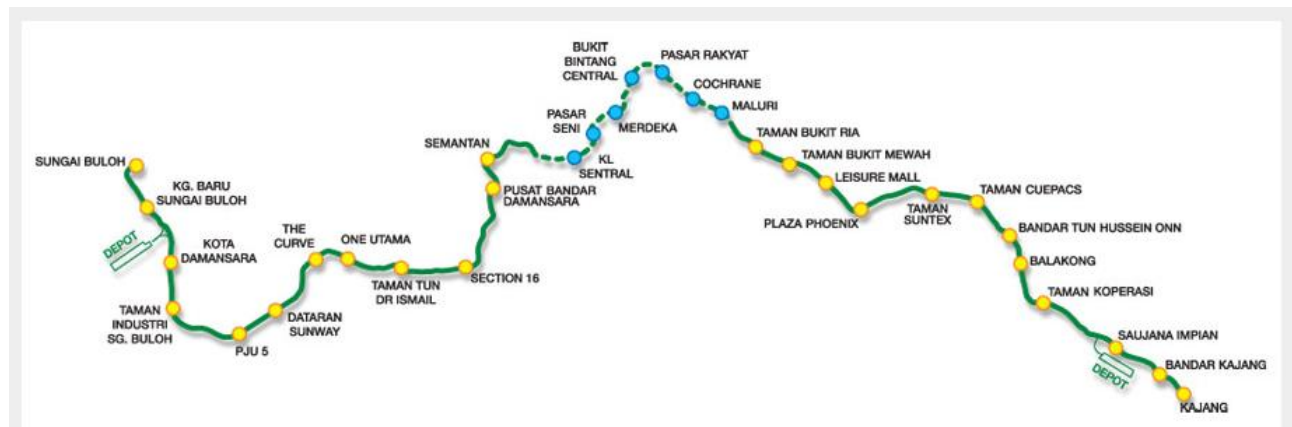 SUNGAI BULOH
KG. BARU
SUNGAI BULOH
DEPOT
KOTA
DAMANSARA
TAMAN
INDUSTRI
SG. BULOH
PJU 5
DATARAN
SUNWAY
THE
CURVE
ONE UTAMA
TAMAN TUN
DR ISMAIL
SECTION 16
PUSAT BANDAR
DAMANSARA
SEMANTAN
KL
SENTRAL
PASAR
SENI
MERDEKA
BUKIT
BINTANG
CENTRAL
PASAR RAKYAT
COCHRANE
MALURI
TAMAN BUKIT RIA
TAMAN BUKIT MEWAH
LEISURE MALL
PLAZA PHOENIX
TAMAN
SUNTEX
TAMAN CUEPACS
BANDAR TUN HUSSEIN ONN
BALAKONG
TAMAN KOPERASI
SAUJANA IMPIAN
DEPOT
BANDAR KAJANG
KAJANG